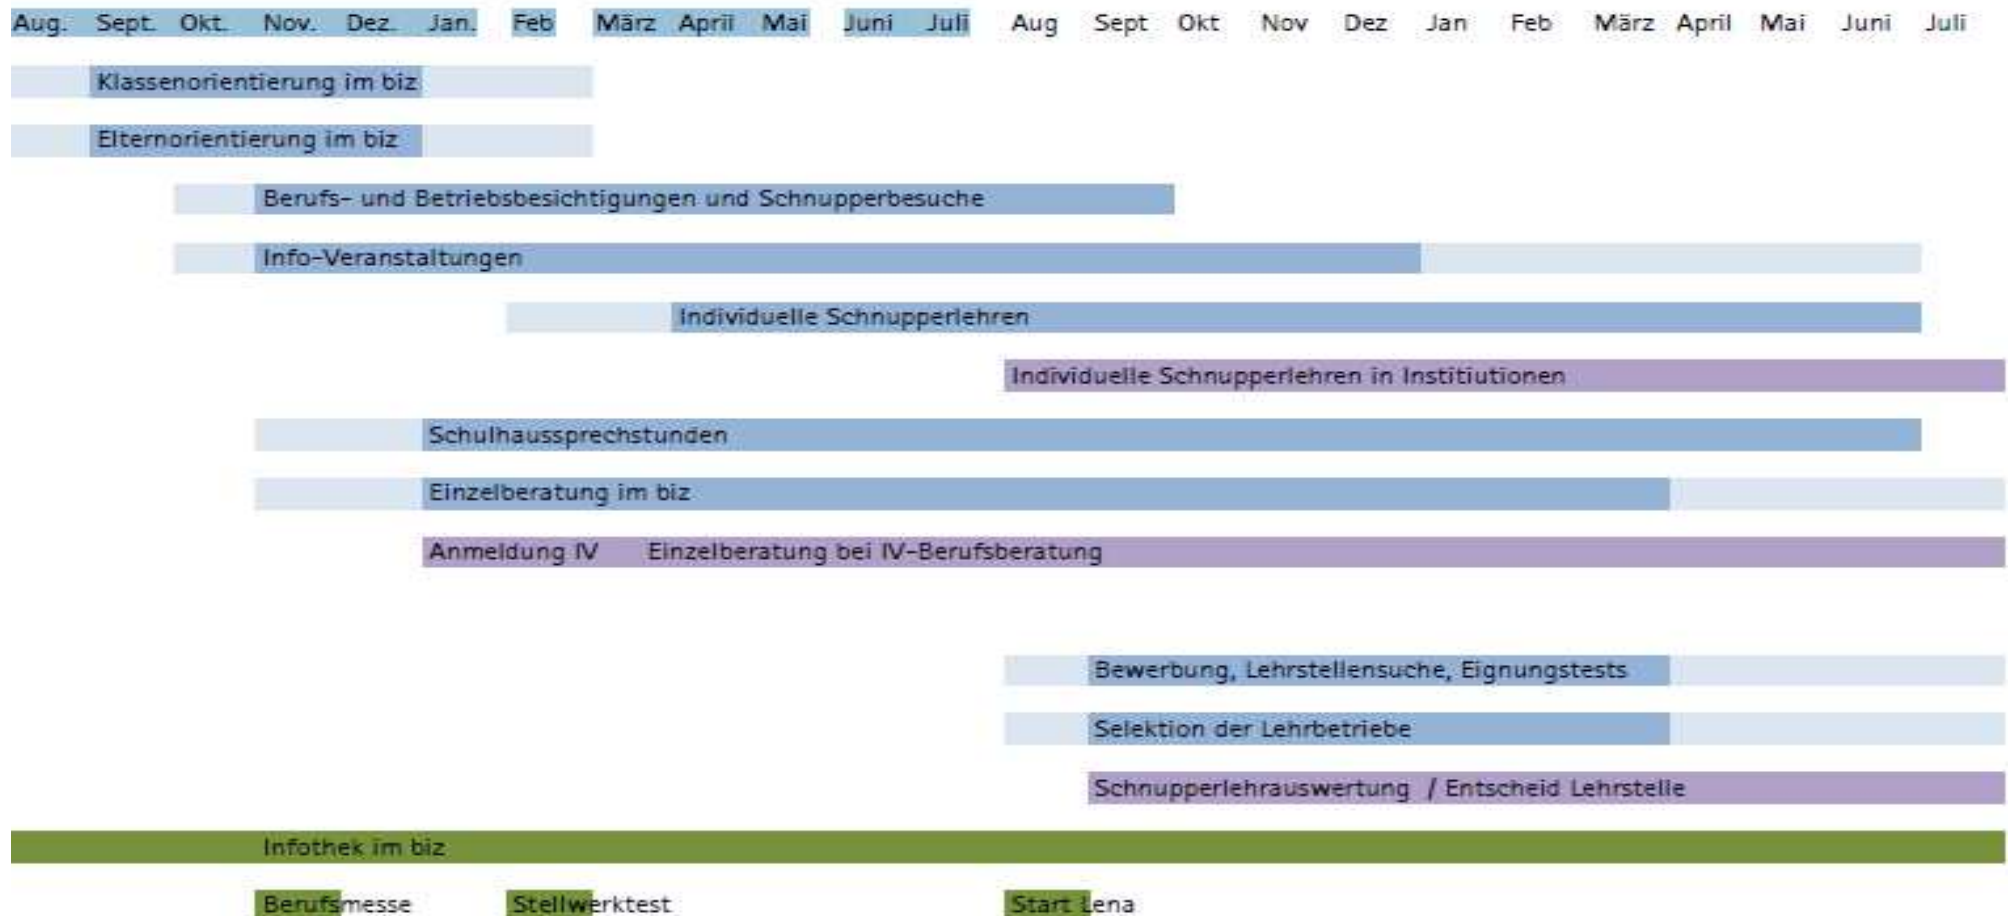 Aug. Sept. Okt. Nov. Dez. Jan. Feb März April Mai Juni Juli Aug Sept Okt Nov Dez Jan Feb März April Mai Juni Juli
Klassenorientierung im biz
Elternorientierung im biz
Berufs- und Betriebsbesichtigungen und Schnupperbesuche
Info-Veranstaltungen
Individuelle Schnupperlehren
Individuelle Schnupperlehren in Institiutionen
Schulhaussprechstunden
Einzelberatung im biz
Anmeldung IV Einzelberatung bei IV-Berufsberatung
Bewerbung, Lehrstellensuche, Eignungstests
Selektion der Lehrbetriebe
Schnupperlehrauswertung / Entscheid Lehrstelle
Infothek im biz
Berufsmesse Stellwerktest Start Lena